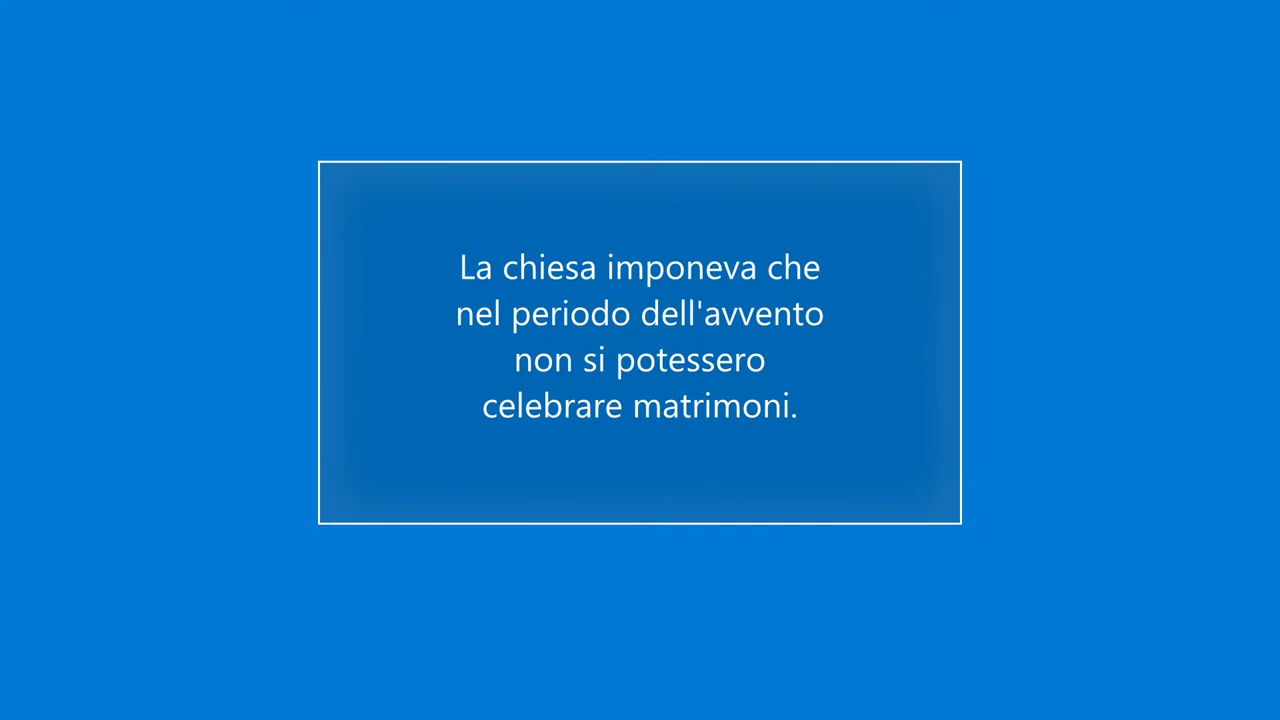 La chiesa imponeva che
nel periodo dell'avvento
non si potessero
celebrare matrimoni.